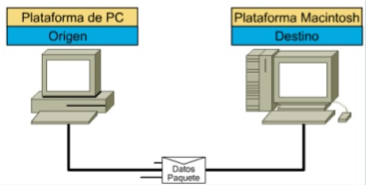 Plataforma de PC
Origen
Plataforma Macintosh
Destino
Datos
Paquete